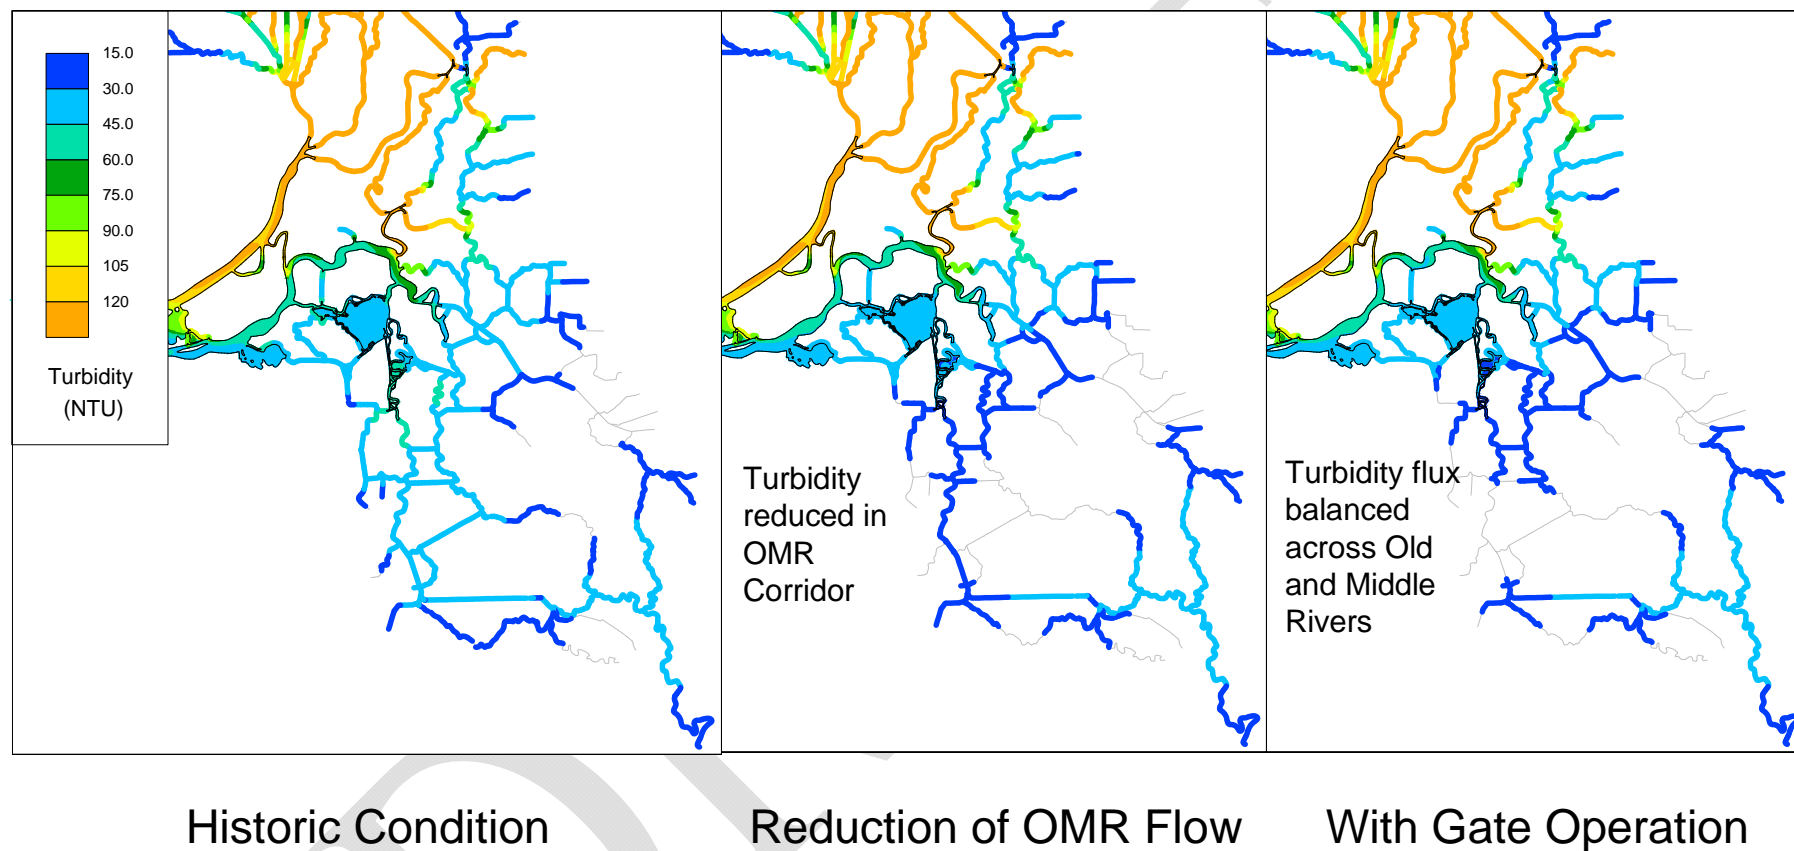 15.0
30.0
45.0
60.0
75.0
90.0
105
120
Turbidity
(NTU)
Turbidity
reduced in
OMR
Corridor
Turbidity flux
balanced
across Old
and Middle
Rivers
Historic Condition
Reduction of OMR Flow
With Gate Operation